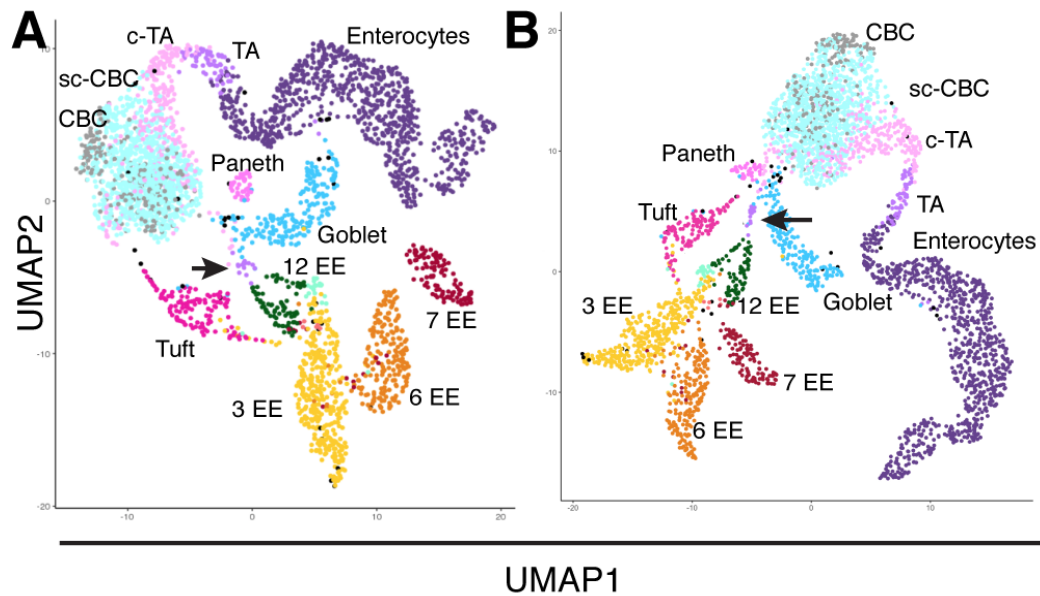 A
B
c-TA
TA
Enterocytes
sc-CBC
CBC
Paneth
Goblet
12 EE
Tuft
3 EE
6 EE
7 EE
10
0
-10
-20
-10
0
10
20
UMAP2
CBC
sc-CBC
c-TA
Paneth
Tuft
TA
Enterocytes
3 EE
12 EE
Goblet
7 EE
6 EE
20
10
0
-10
-20
-10
0
10
UMAP1